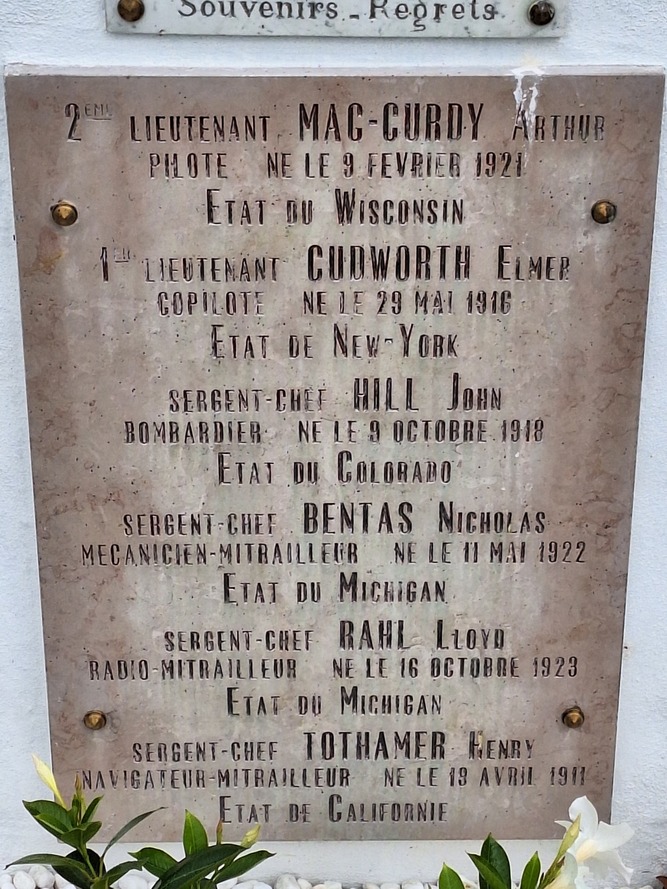 Souvenirs - Regrets
2EME LIEUTENANT MAC-CURDY ARTHUR
PILOTE NE LE 9 FEVRIER 1921
ETAT DU WISCONSIN
1ER LIEUTENANT CUDWORTH ELMER
COPILOTE NE LE 29 MAI 1916
ETAT DE NEW-YORK
SERGENT-CHEF HILL JOHN
BOMBARDIER NE LE 9 OCTOBRE 1918
ETAT DU COLORADO
SERGENT-CHEF BENTAS NICHOLAS
MECANICIEN-MITRAILLEUR NE LE 11 MAI 1922
ETAT DU MICHIGAN
SERGENT-CHEF RAHL LLOYD
RADIO-MITRAILLEUR NE LE 16 OCTOBRE 1923
ETAT DU MICHIGAN
SERGENT-CHEF TOTHAMER HENRY
NAVIGATEUR-MITRAILLEUR NE LE 19 AVRIL 1911
ETAT DE CALIFORNIE